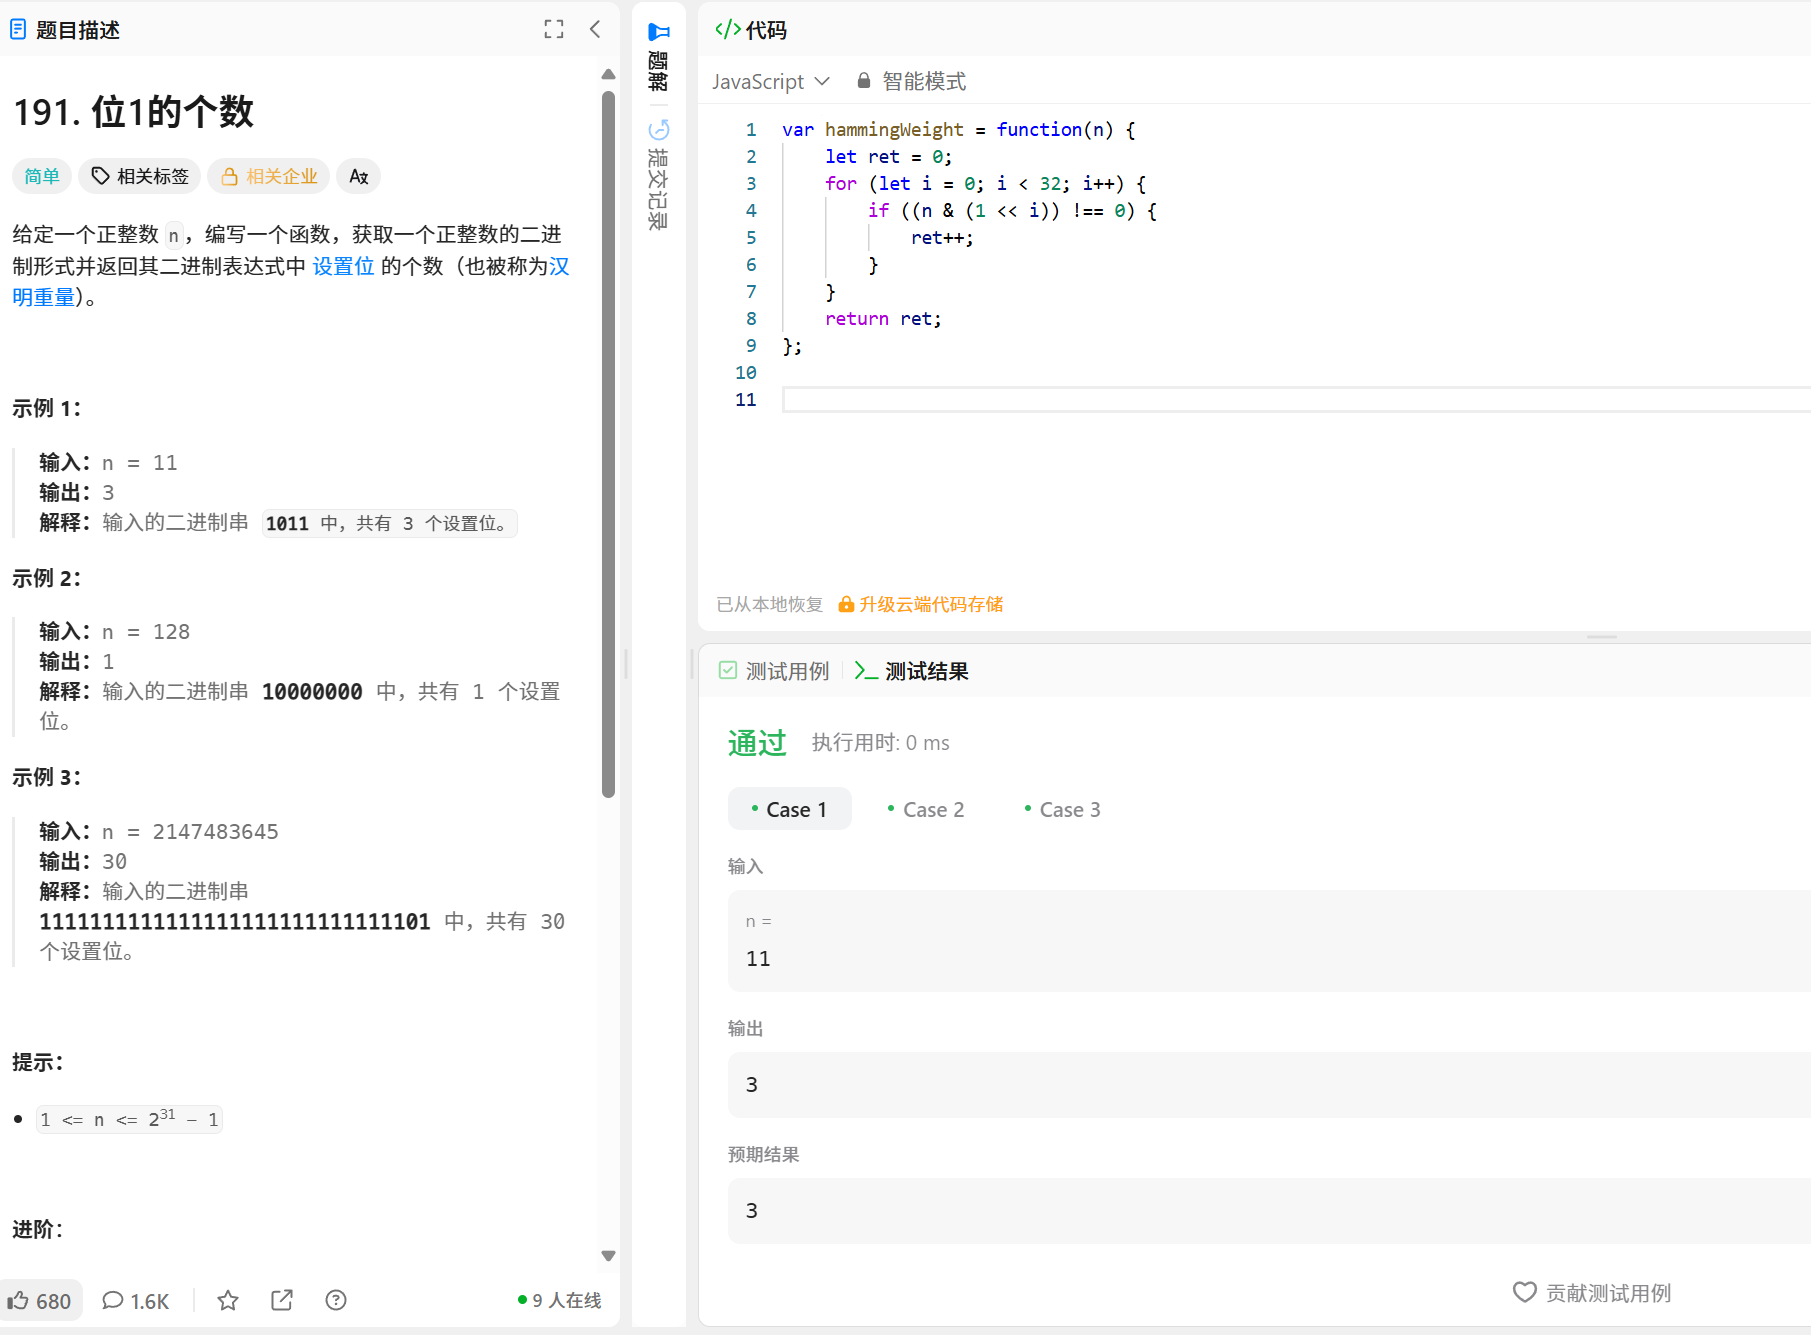 题目描述
191. 位1的个数
简单 相关标签 相关企业 A文
给定一个正整数 n，编写一个函数，获取一个正整数的二进
制形式并返回其二进制表达式中 设置位 的个数（也被称为汉
明重量）。
示例 1：
输入：n = 11
输出：3
解释：输入的二进制串 1011 中，共有 3 个设置位。
示例 2：
输入：n = 128
输出：1
解释：输入的二进制串 10000000 中，共有 1 个设置
位。
示例 3：
输入：n = 2147483645
输出：30
解释：输入的二进制串
1111111111111111111111111111101 中，共有 30
个设置位。
提示：
1 <= n <= 2^31 - 1
进阶：
680 1.6K 9 人在线
题解
提交记录
代码
JavaScript 智能模式
1 var hammingWeight = function(n) {
2     let ret = 0;
3     for (let i = 0; i < 32; i++) {
4         if ((n & (1 << i)) !== 0) {
5             ret++;
6         }
7     }
8     return ret;
9 };
10
11
已从本地恢复 升级云端代码存储
测试用例 测试结果
通过 执行用时: 0 ms
Case 1 Case 2 Case 3
输入
n =
11
输出
3
预期结果
3
贡献测试用例